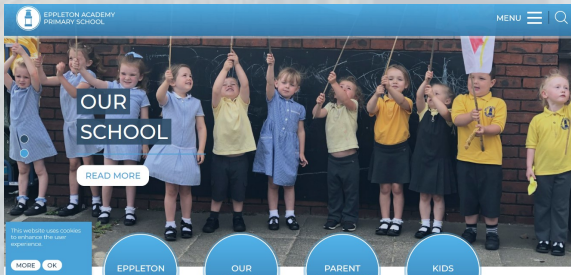 EPPLETON ACADEMY
PRIMARY SCHOOL
MENU
OUR
SCHOOL
READ MORE
This website uses cookies
to enhance the user
experience.
MORE
OK
EPPLETON
OUR
PARENT
KIDS